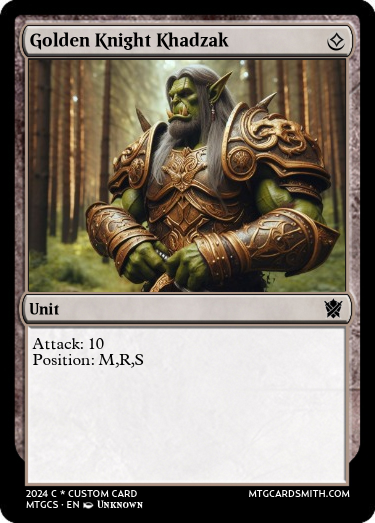 Golden Knight Khadzak
Unit
Attack: 10
Position: M,R,S
2024 C * CUSTOM CARD
MTGCS · EN Unknown
MTGCARDSMITH.COM